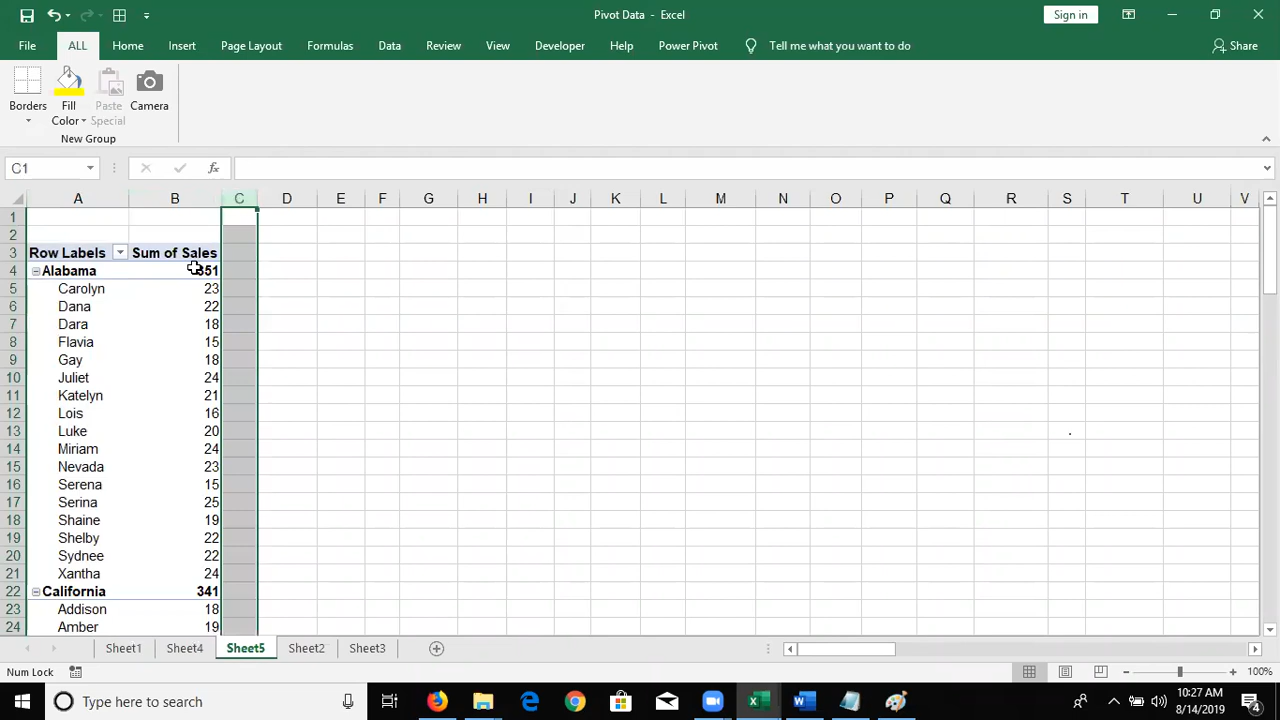 Pivot Data - Excel
Sign in
File ALL Home Insert Page Layout Formulas Data Review View Developer Help Power Pivot Tell me what you want to do Share
Borders Fill Color Paste Special Camera
New Group
C1 fx
A B C D E F G H I J K L M N O P Q R S T U V
1
2
3 Row Labels Sum of Sales
4 Alabama 351
5 Carolyn 23
6 Dana 22
7 Dara 18
8 Flavia 15
9 Gay 18
10 Juliet 24
11 Katelyn 21
12 Lois 16
13 Luke 20
14 Miriam 24
15 Nevada 23
16 Serena 15
17 Serina 25
18 Shaine 19
19 Shelby 22
20 Sydnee 22
21 Xantha 24
22 California 341
23 Addison 18
24 Amber 19
Sheet1 Sheet4 Sheet5 Sheet2 Sheet3
Num Lock 100%
Type here to search
10:27 AM
8/14/2019
4